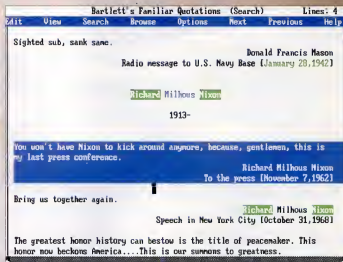 Bartlett's Familiar Quotations (Search) Lines: 4
Edit View Search Browse Options Next Previous Help
Sighted sub, sank same.
Donald Francis Mason
Radio message to U.S. Navy Base [January 28,1942]
Richard Milhous Nixon
1913-
You won't have Nixon to kick around anymore, because, gentlemen, this is
my last press conference.
Richard Milhous Nixon
To the press [November 7,1962]
Bring us together again.
Richard Milhous Nixon
Speech in New York City [October 31,1968]
The greatest honor history can bestow is the title of peacemaker. This
honor now beckons America....This is our summons to greatness.